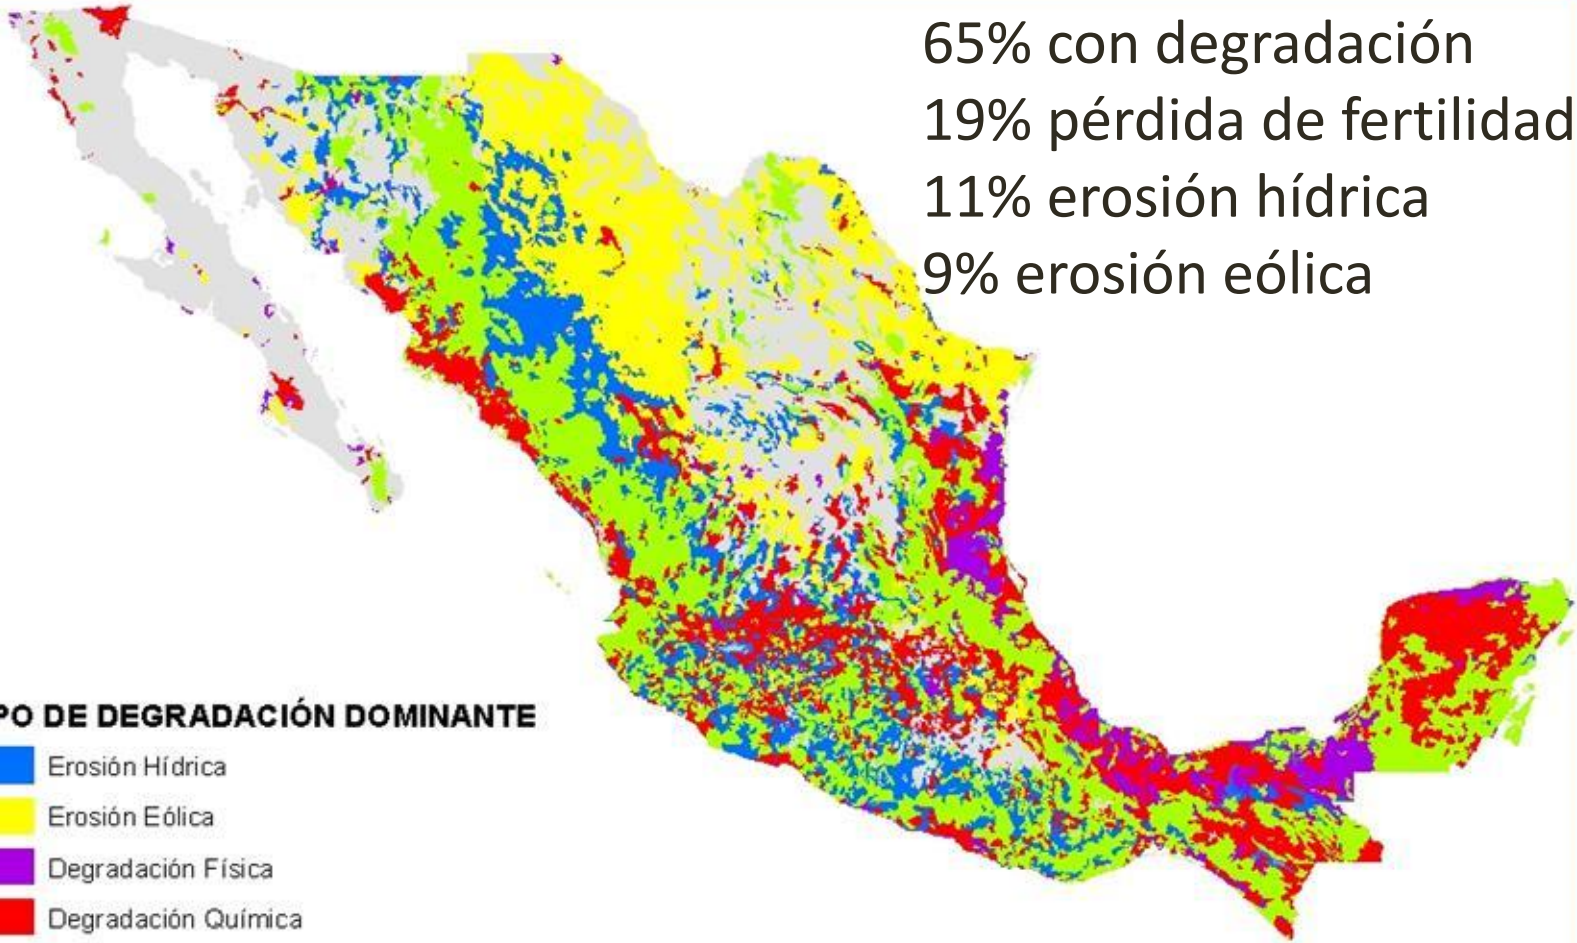 65% con degradación
19% pérdida de fertilidad
11% erosión hídrica
9% erosión eólica
PO DE DEGRADACIÓN DOMINANTE
Erosión Hídrica
Erosión Eólica
Degradación Física
Degradación Química